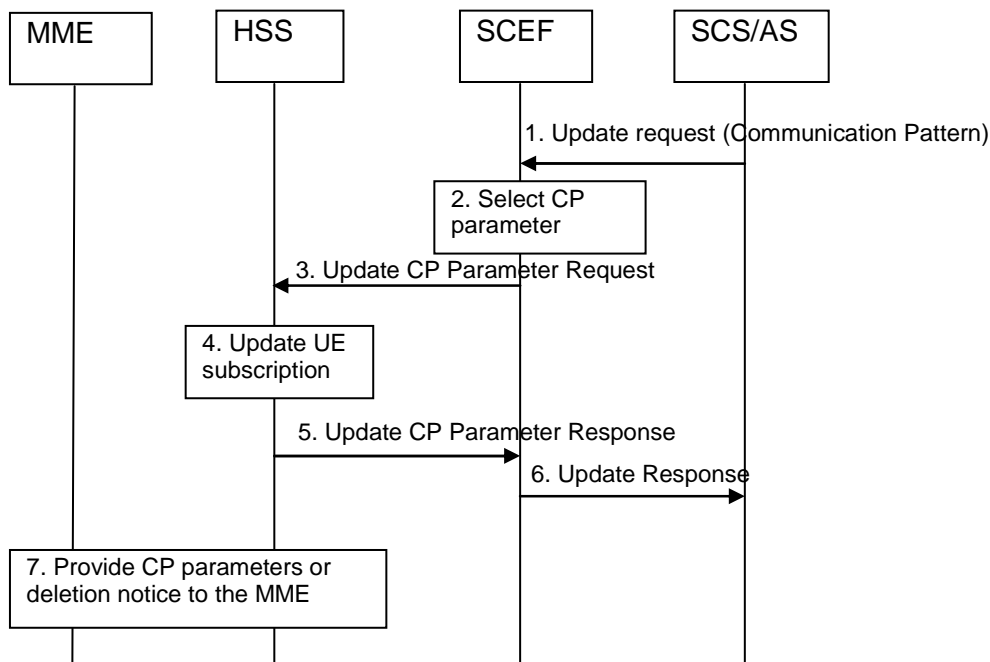 MME
HSS
SCEF
SCS/AS
1. Update request (Communication Pattern)
2. Select CP
parameter
3. Update CP Parameter Request
4. Update UE
subscription
5. Update CP Parameter Response
6. Update Response
7. Provide CP parameters or
deletion notice to the MME